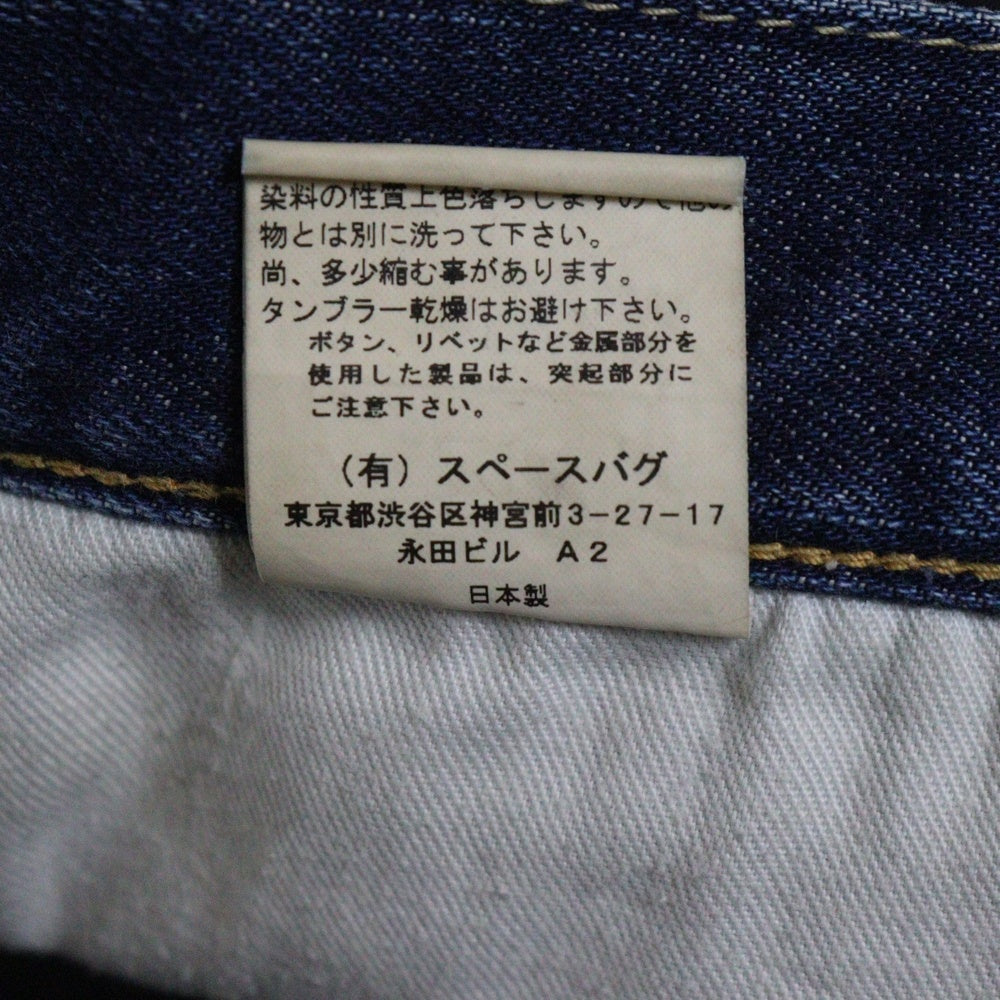 染料の性質上色落ちしますので他の
物とは別に洗って下さい。
尚、多少縮む事があります。
タンブラー乾燥はお避け下さい。
ボタン、リベットなど金属部分を
使用した製品は、突起部分に
ご注意下さい。
（有）スペースバグ
東京都渋谷区神宮前3-27-17
永田ビル A2
日本製